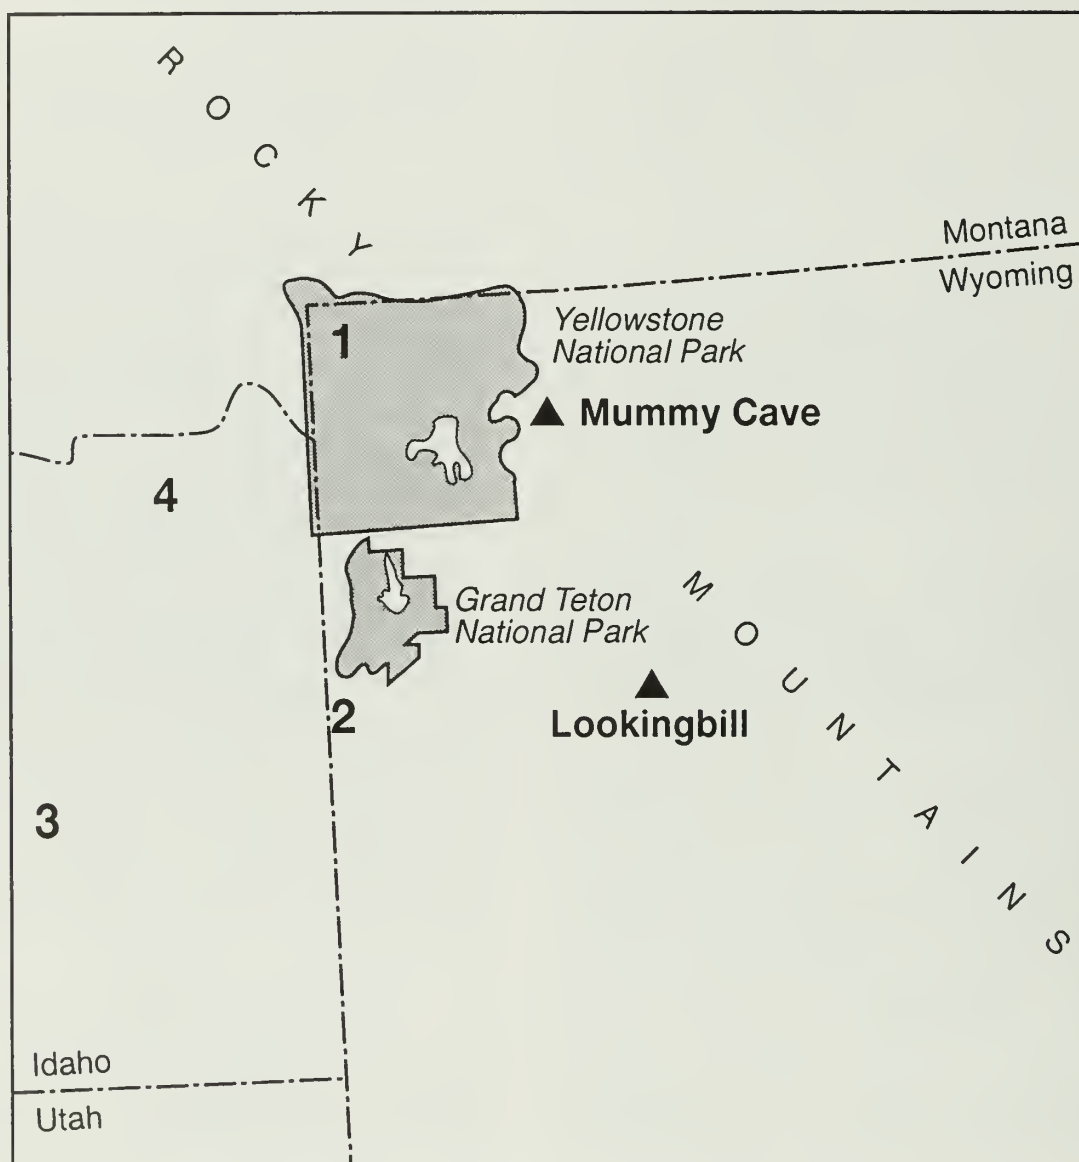 ROCKY
Montana
Wyoming
1
Yellowstone
National Park
Mummy Cave
4
MOUNTAINS
Grand Teton
National Park
Lookingbill
2
3
Idaho
Utah